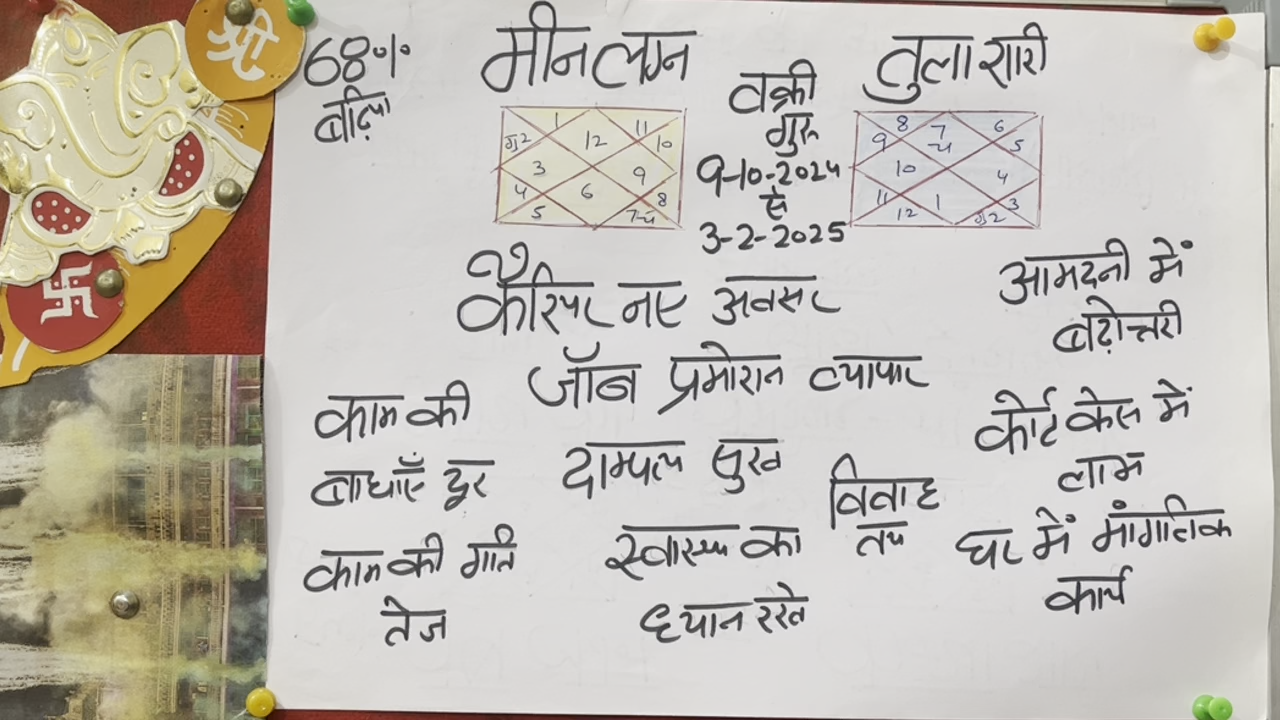 श्री
68%
बढ़िया
मीन लग्न
वक्री
गुरु
9-10-2024
से
3-2-2025
तुला राशी
1
11
गु2
12
10
3
9
4
6
8
5
7चं
8
7
6
9
चं
5
10
4
11
1
3
12
गु2
कैरियर नए अवसर
आमदनी में
बढ़ोत्तरी
जॉब प्रमोशन व्यापार
काम की
बाधाएँ दूर
दाम्पत्य सुख
विवाह
तय
कोर्ट केस में
लाभ
काम की गति
तेज
स्वास्थ्य का
ध्यान रखे
घर में मांगलिक
कार्य